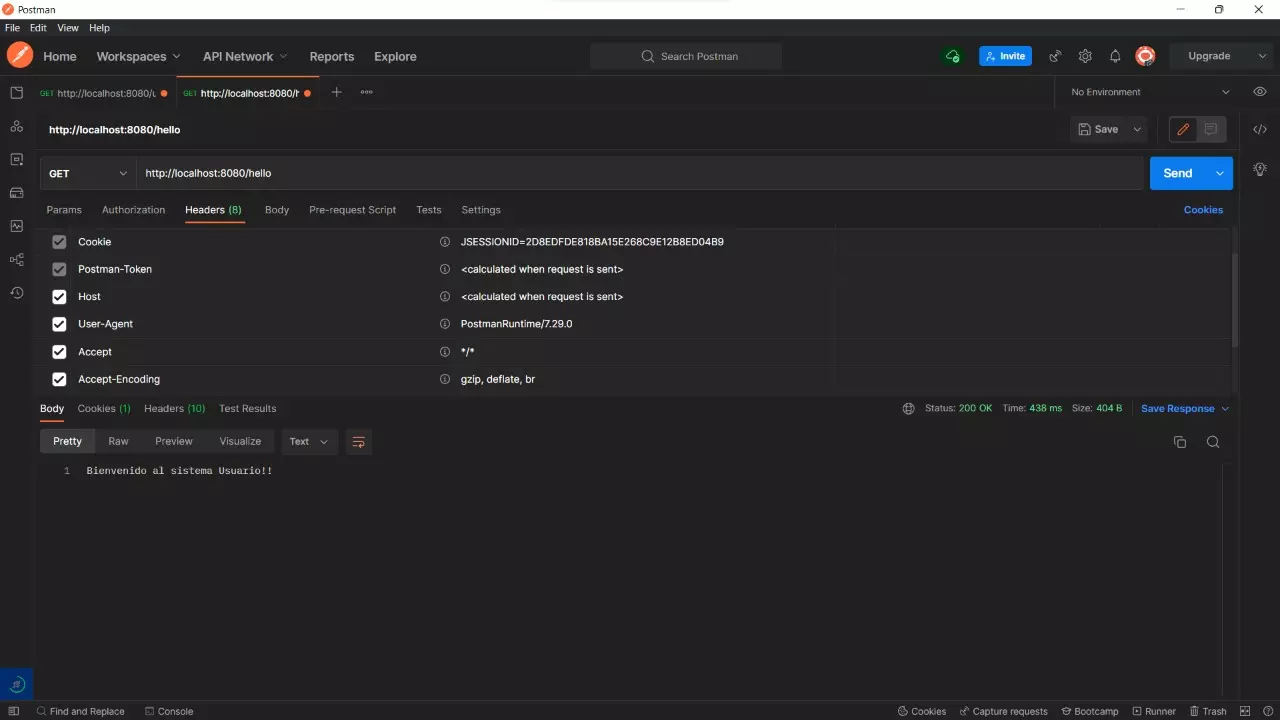 Postman
File Edit View Help
Home Workspaces API Network Reports Explore Search Postman Invite Upgrade
GET http://localhost:8080/u GET http://localhost:8080/h No Environment
http://localhost:8080/hello Save
GET http://localhost:8080/hello Send
Params Authorization Headers (8) Body Pre-request Script Tests Settings Cookies
Cookie JSESSIONID=2D8EDFDE818BA15E268C9E12B8ED04B9
Postman-Token <calculated when request is sent>
Host <calculated when request is sent>
User-Agent PostmanRuntime/7.29.0
Accept */*
Accept-Encoding gzip, deflate, br
Body Cookies (1) Headers (10) Test Results Status: 200 OK Time: 438 ms Size: 404 B Save Response
Pretty Raw Preview Visualize Text
1 Bienvenido al sistema Usuario!!
Find and Replace Console Cookies Capture requests Bootcamp Runner Trash